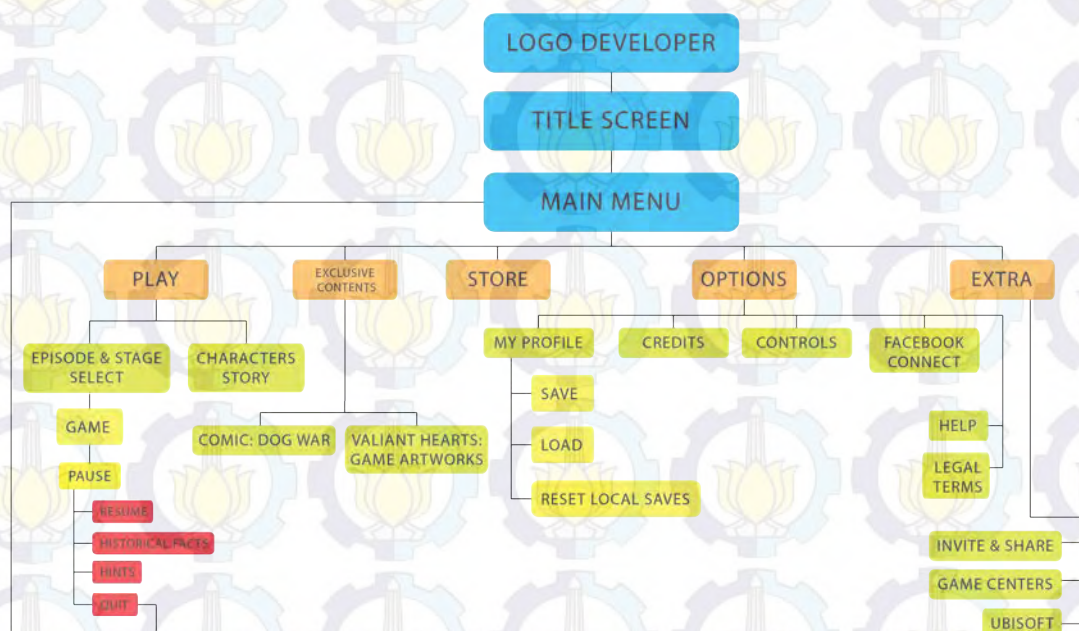 LOGO DEVELOPER
TITLE SCREEN
MAIN MENU
PLAY
EXCLUSIVE
CONTENTS
STORE
OPTIONS
EXTRA
EPISODE & STAGE
SELECT
CHARACTERS
STORY
MY PROFILE
CREDITS
CONTROLS
FACEBOOK
CONNECT
GAME
SAVE
COMIC: DOG WAR
VALIANT HEARTS:
GAME ARTWORKS
LOAD
HELP
PAUSE
LEGAL
TERMS
RESET LOCAL SAVES
RESUME
HISTORICAL FACTS
HINTS
QUIT
INVITE & SHARE
GAME CENTERS
UBISOFT